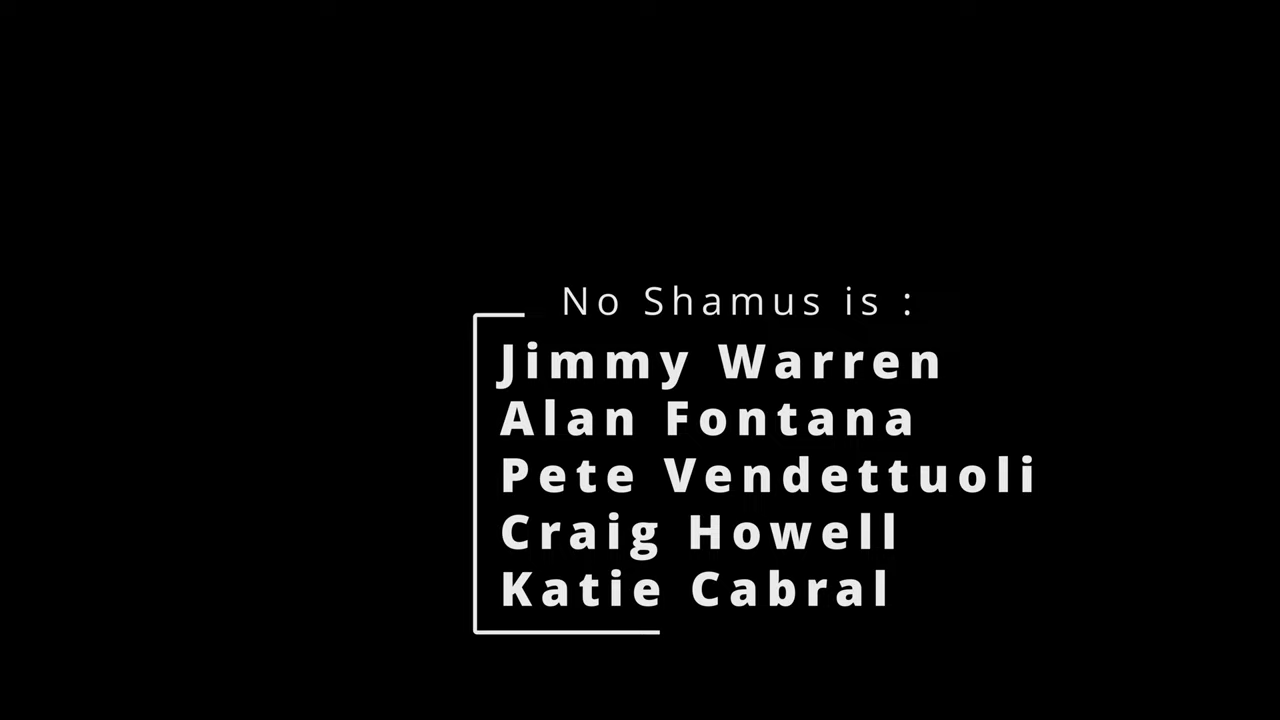 No Shamus is :
Jimmy Warren
Alan Fontana
Pete Vendettuoli
Craig Howell
Katie Cabral